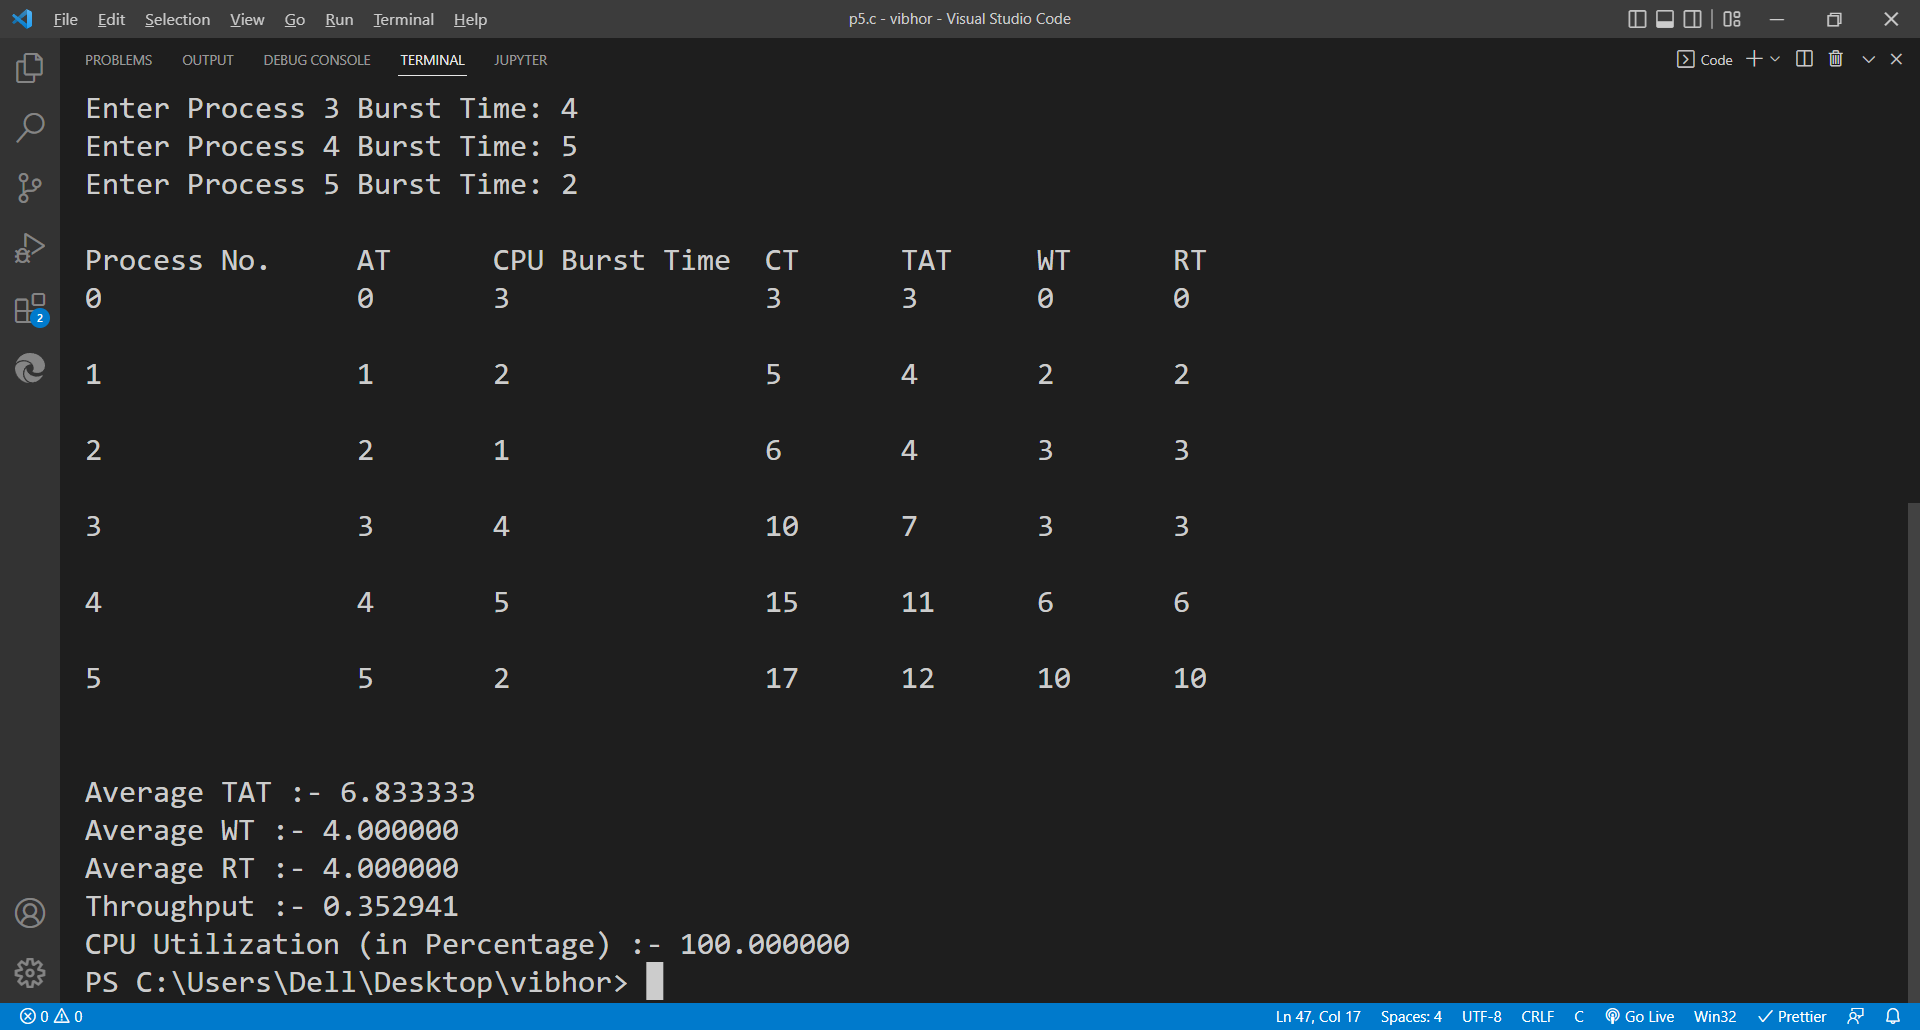 File Edit Selection View Go Run Terminal Help p5.c - vibhor - Visual Studio Code
PROBLEMS OUTPUT DEBUG CONSOLE TERMINAL JUPYTER Code
Enter Process 3 Burst Time: 4
Enter Process 4 Burst Time: 5
Enter Process 5 Burst Time: 2
Process No. AT CPU Burst Time CT TAT WT RT
0 0 3 3 3 0 0
1 1 2 5 4 2 2
2 2 1 6 4 3 3
3 3 4 10 7 3 3
4 4 5 15 11 6 6
5 5 2 17 12 10 10
Average TAT :- 6.833333
Average WT :- 4.000000
Average RT :- 4.000000
Throughput :- 0.352941
CPU Utilization (in Percentage) :- 100.000000
PS C:\Users\Dell\Desktop\vibhor>
2
0 0 Ln 47, Col 17 Spaces: 4 UTF-8 CRLF C Go Live Win32 Prettier